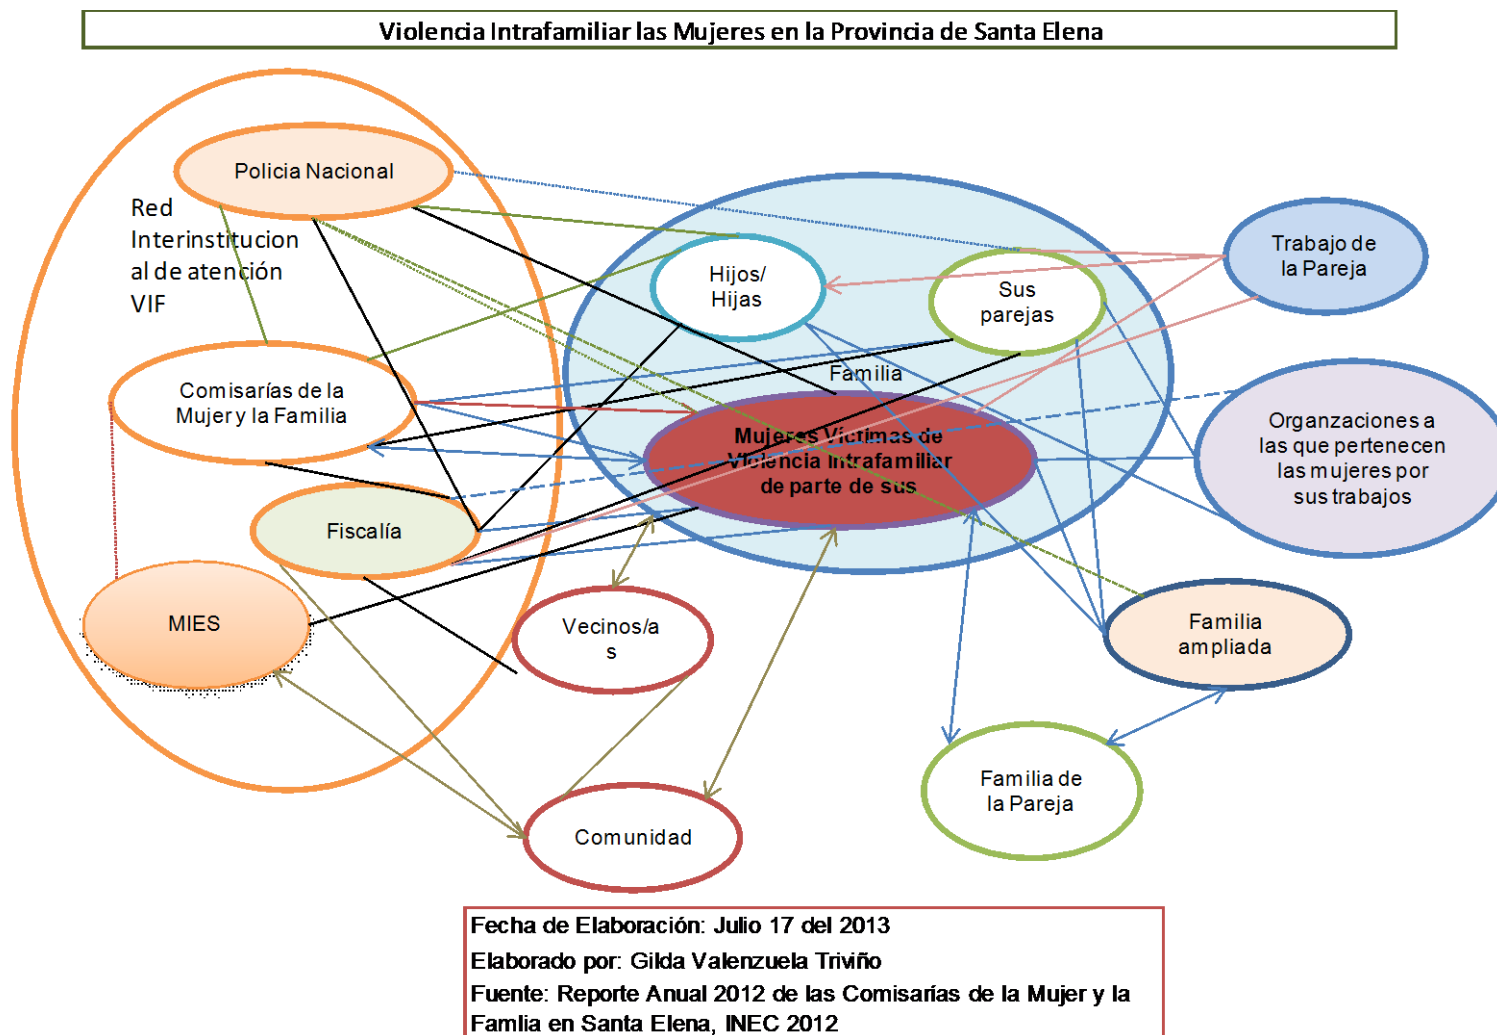 Violencia Intrafamiliar las Mujeres en la Provincia de Santa Elena
Policia Nacional
Red
Interinstitucion
al de atención
VIF
Hijos/
Hijas
Sus
parejas
Trabajo de
la Pareja
Familia
Comisarías de la
Mujer y la Familia
Mujeres Víctimas de
Violencia Intrafamiliar
de parte de sus
Organzaciones a
las que pertenecen
las mujeres por
sus trabajos
Fiscalía
MIES
Vecinos/a
s
Familia
ampliada
Familia de
la Pareja
Comunidad
Fecha de Elaboración: Julio 17 del 2013
Elaborado por: Gilda Valenzuela Triviño
Fuente: Reporte Anual 2012 de las Comisarías de la Mujer y la
Famlia en Santa Elena, INEC 2012